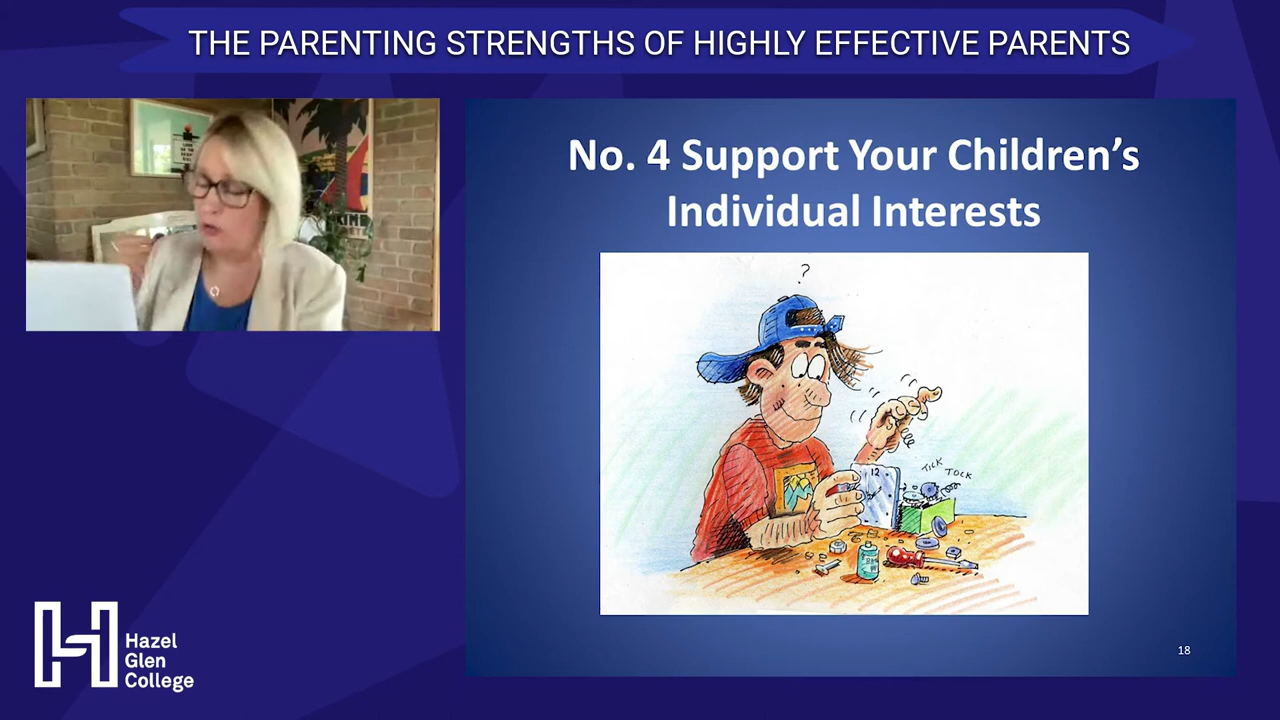 THE PARENTING STRENGTHS OF HIGHLY EFFECTIVE PARENTS
No. 4 Support Your Children’s
Individual Interests
?
12
TICK
TOCK
18
Hazel
Glen
College